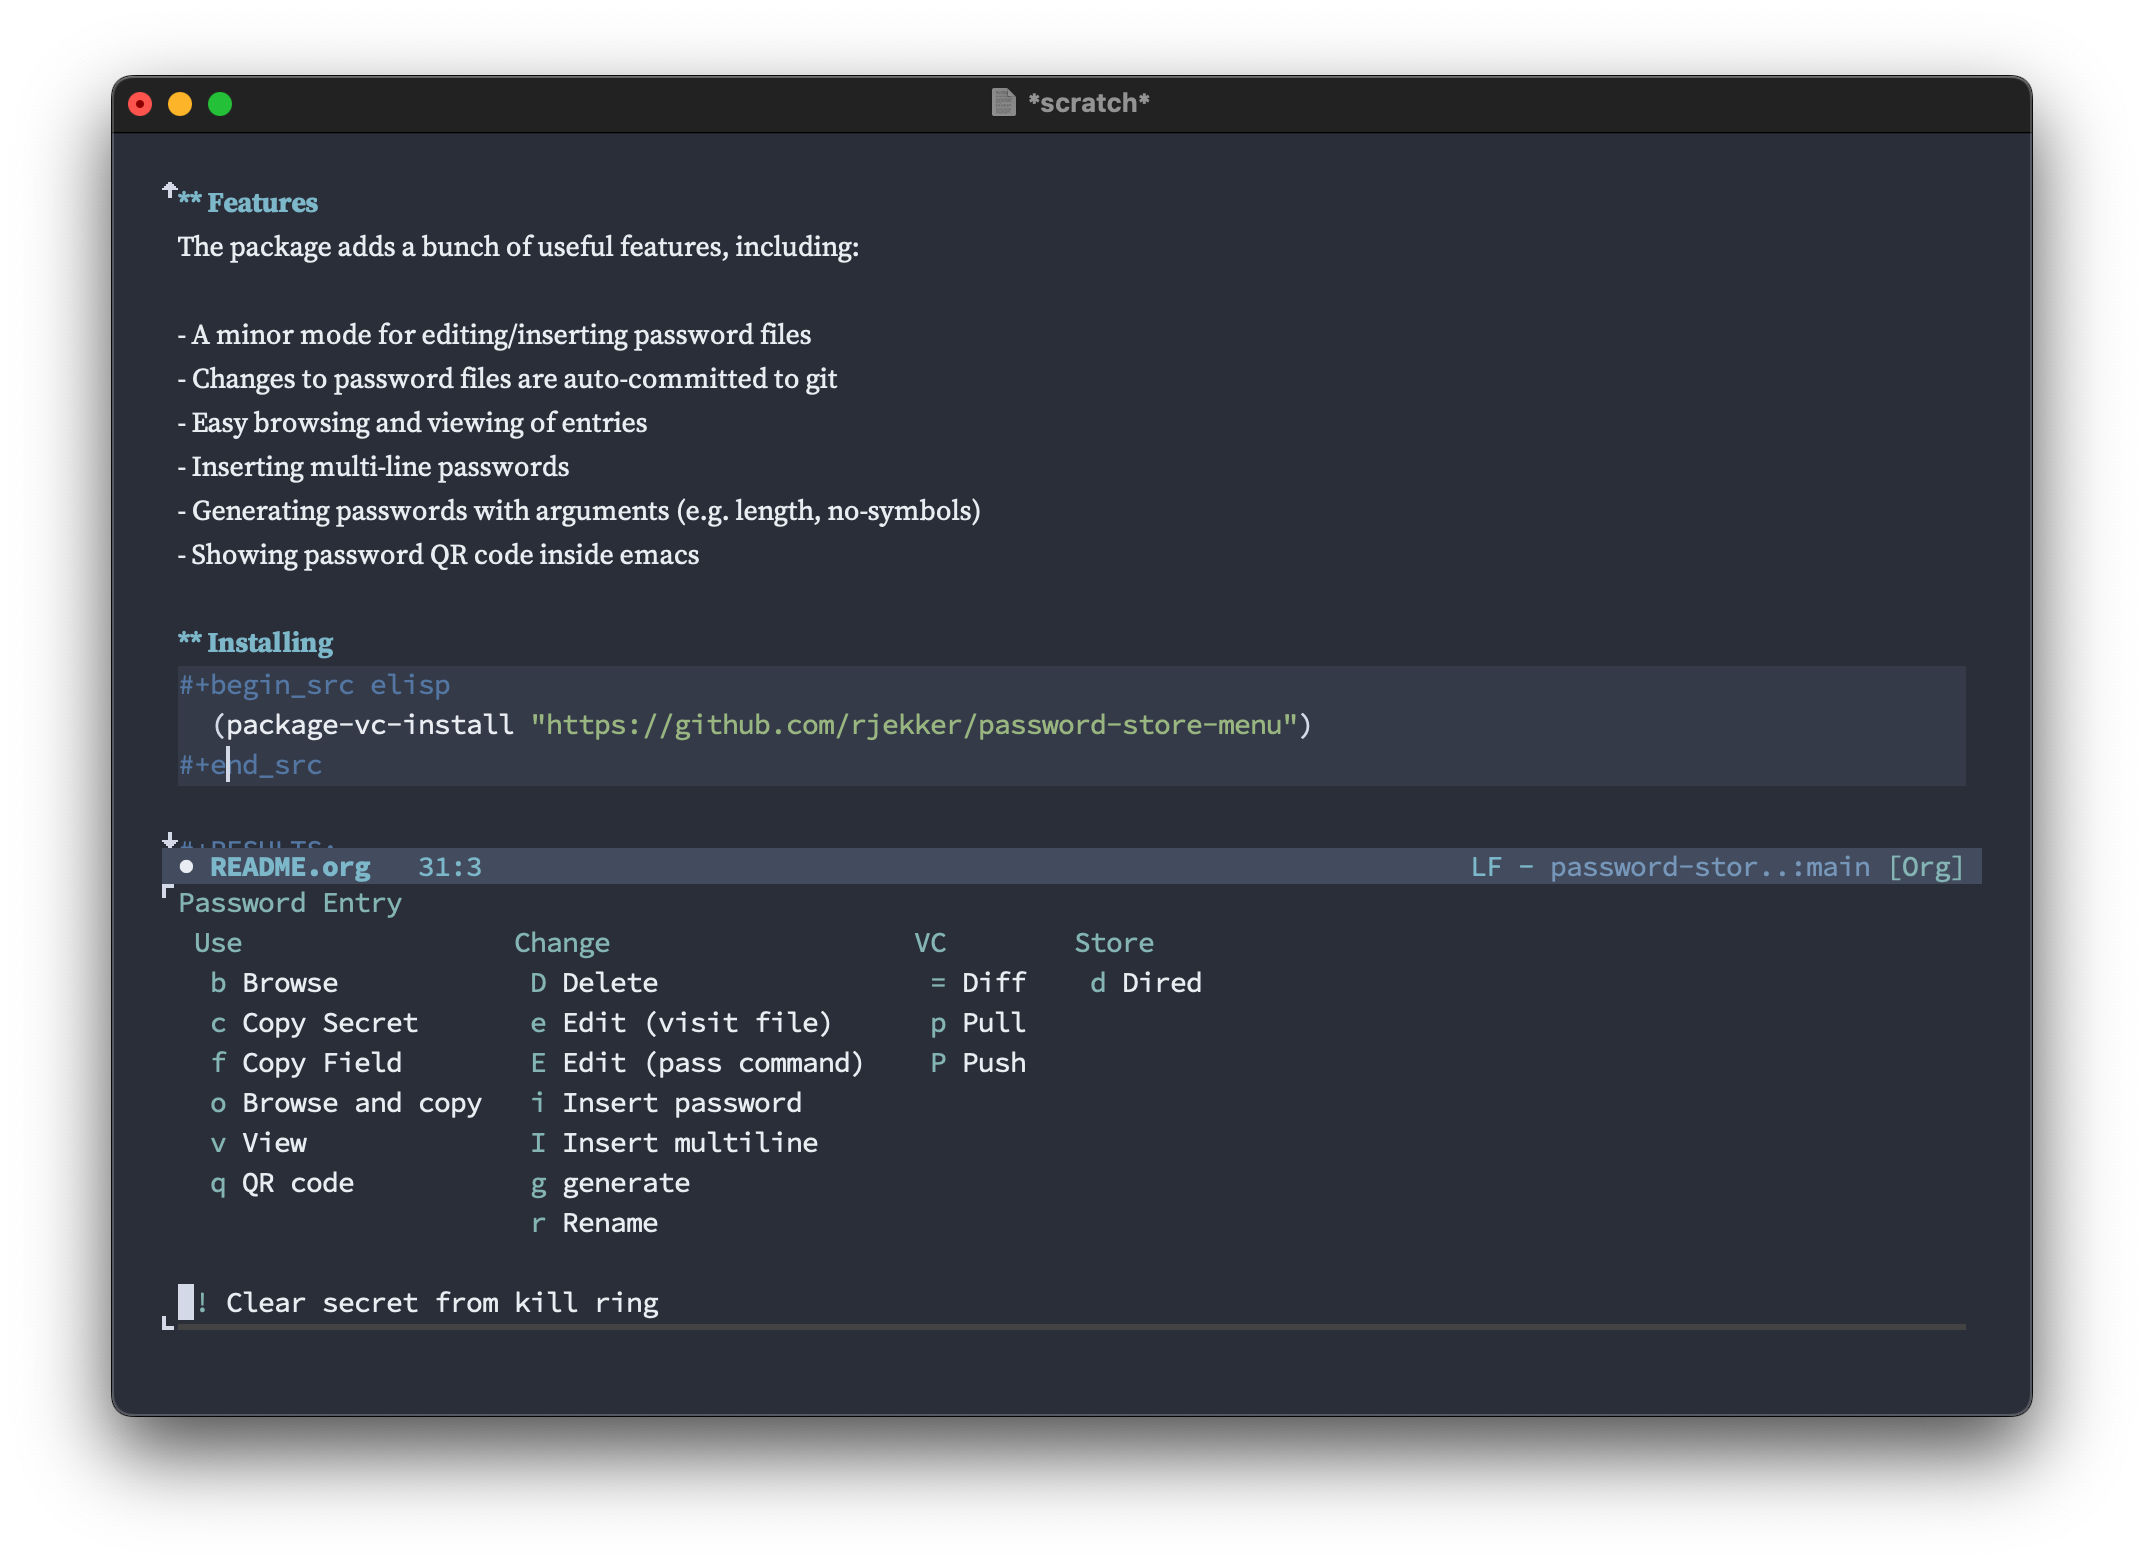 *scratch*
** Features
The package adds a bunch of useful features, including:
- A minor mode for editing/inserting password files
- Changes to password files are auto-committed to git
- Easy browsing and viewing of entries
- Inserting multi-line passwords
- Generating passwords with arguments (e.g. length, no-symbols)
- Showing password QR code inside emacs
** Installing
#+begin_src elisp
(package-vc-install "https://github.com/rjekker/password-store-menu")
#+end_src
#+RESULTS:
● README.org 31:3 LF - password-stor..:main [Org]
Password Entry
Use Change VC Store
b Browse D Delete = Diff d Dired
c Copy Secret e Edit (visit file) p Pull
f Copy Field E Edit (pass command) P Push
o Browse and copy i Insert password
v View I Insert multiline
q QR code g generate
r Rename
! Clear secret from kill ring